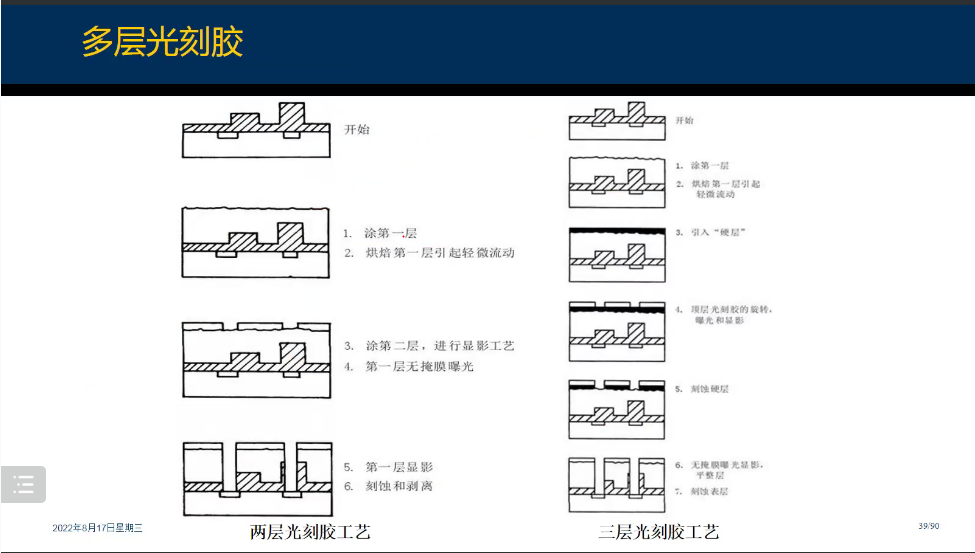 多层光刻胶
开始
1. 涂第一层
2. 烘焙第一层引起轻微流动
3. 涂第二层，进行显影工艺
4. 第一层无掩膜曝光
5. 第一层显影
6. 刻蚀和剥离
两层光刻胶工艺
开始
1. 涂第一层
2. 烘焙第一层引起
轻微流动
3. 引入“硬层”
4. 顶层光刻胶的旋转，
曝光和显影
5. 刻蚀硬层
6. 无掩膜曝光显影，
平整层
7. 刻蚀表层
三层光刻胶工艺
2022年8月17日星期三
39/90